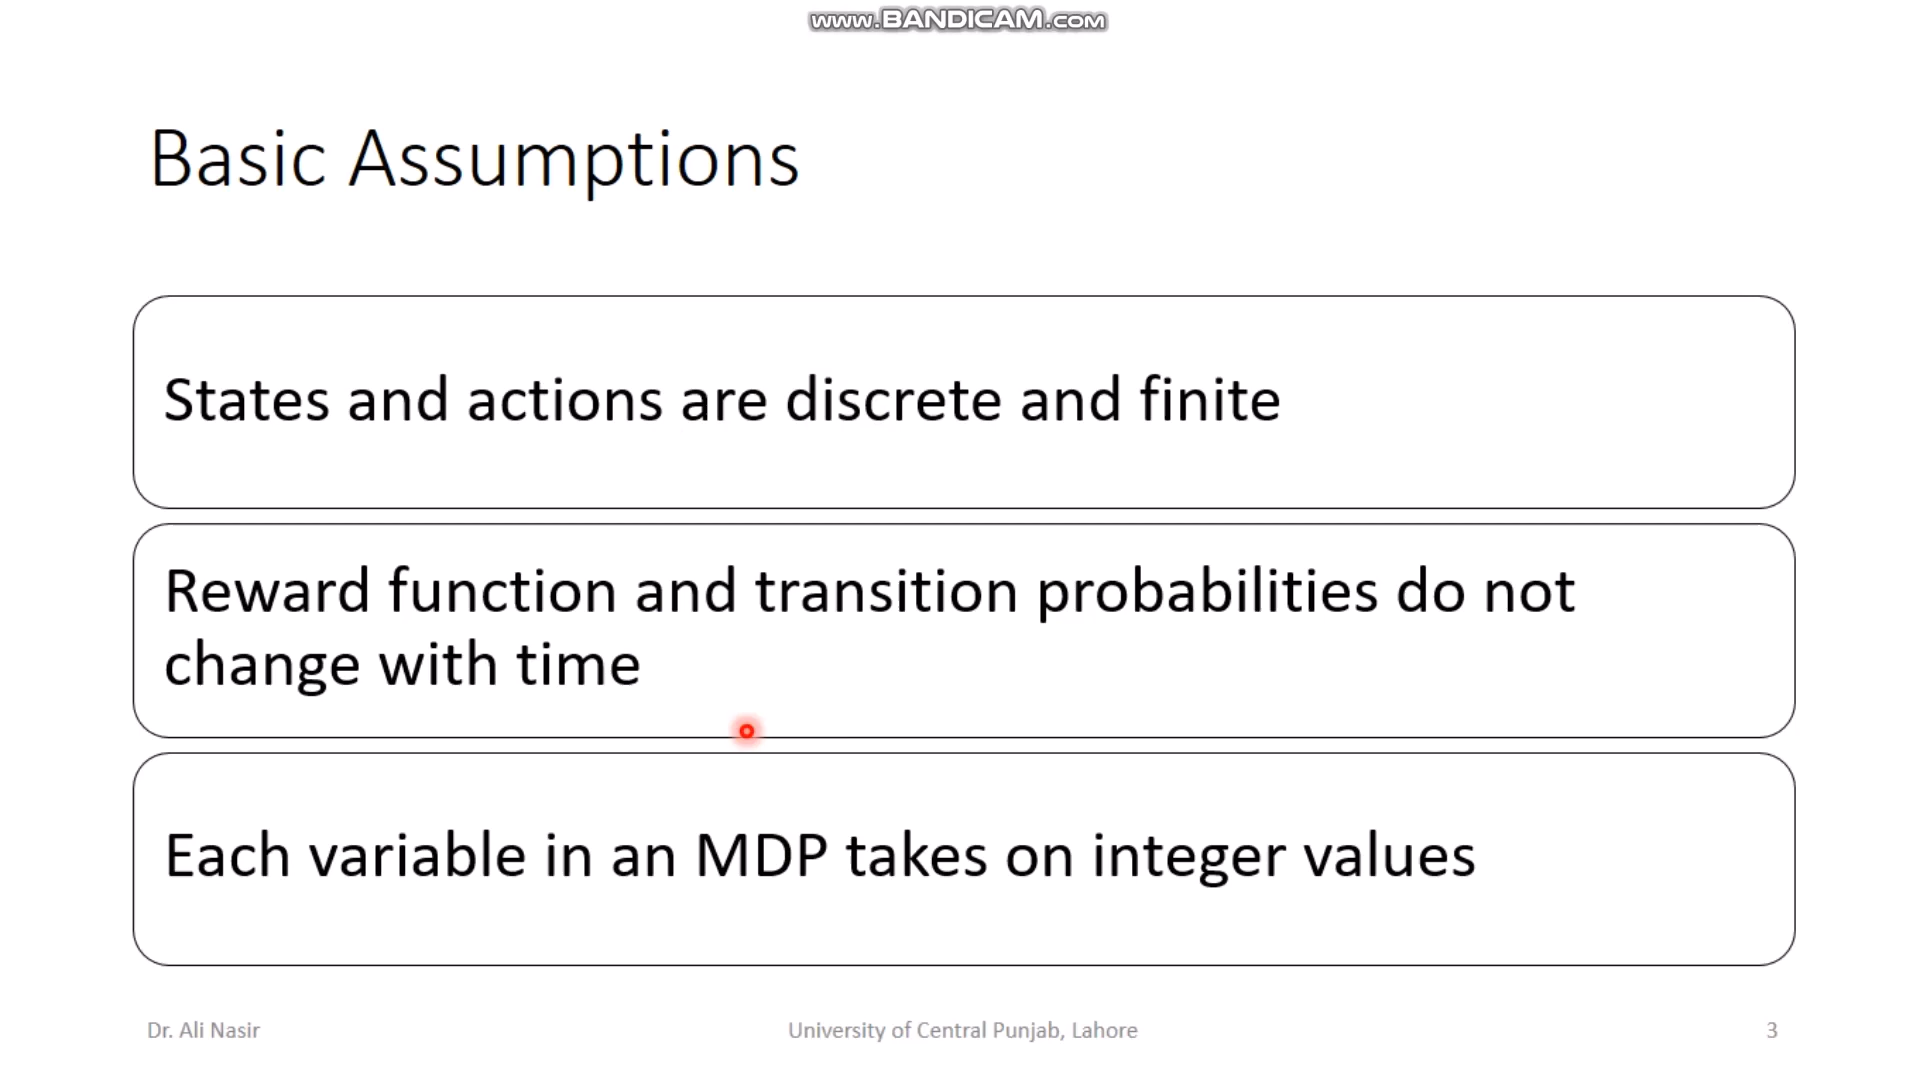 www.BANDICAM.com
Basic Assumptions
States and actions are discrete and finite
Reward function and transition probabilities do not
change with time
Each variable in an MDP takes on integer values
Dr. Ali Nasir
University of Central Punjab, Lahore
3